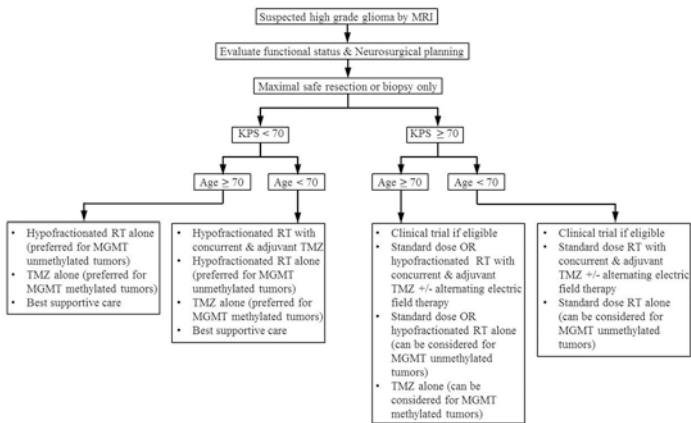 Suspected high grade glioma by MRI
Evaluate functional status & Neurosurgical planning
Maximal safe resection or biopsy only
KPS < 70
KPS ≥ 70
Age ≥ 70
Age < 70
Age ≥ 70
Age < 70
• Hypofractionated RT alone
(preferred for MGMT
unmethylated tumors)
• TMZ alone (preferred for
MGMT methylated tumors)
• Best supportive care
• Hypofractionated RT with
concurrent & adjuvant TMZ
• Hypofractionated RT alone
(preferred for MGMT
unmethylated tumors)
• TMZ alone (preferred for
MGMT methylated tumors)
• Best supportive care
• Clinical trial if eligible
• Standard dose OR
hypofractionated RT with
concurrent & adjuvant
TMZ +/- alternating electric
field therapy
• Standard dose OR
hypofractionated RT alone
(can be considered for
MGMT unmethylated
tumors)
• TMZ alone (can be
considered for MGMT
methylated tumors)
• Clinical trial if eligible
• Standard dose RT with
concurrent & adjuvant
TMZ +/- alternating electric
field therapy
• Standard dose RT alone
(can be considered for
MGMT unmethylated
tumors)